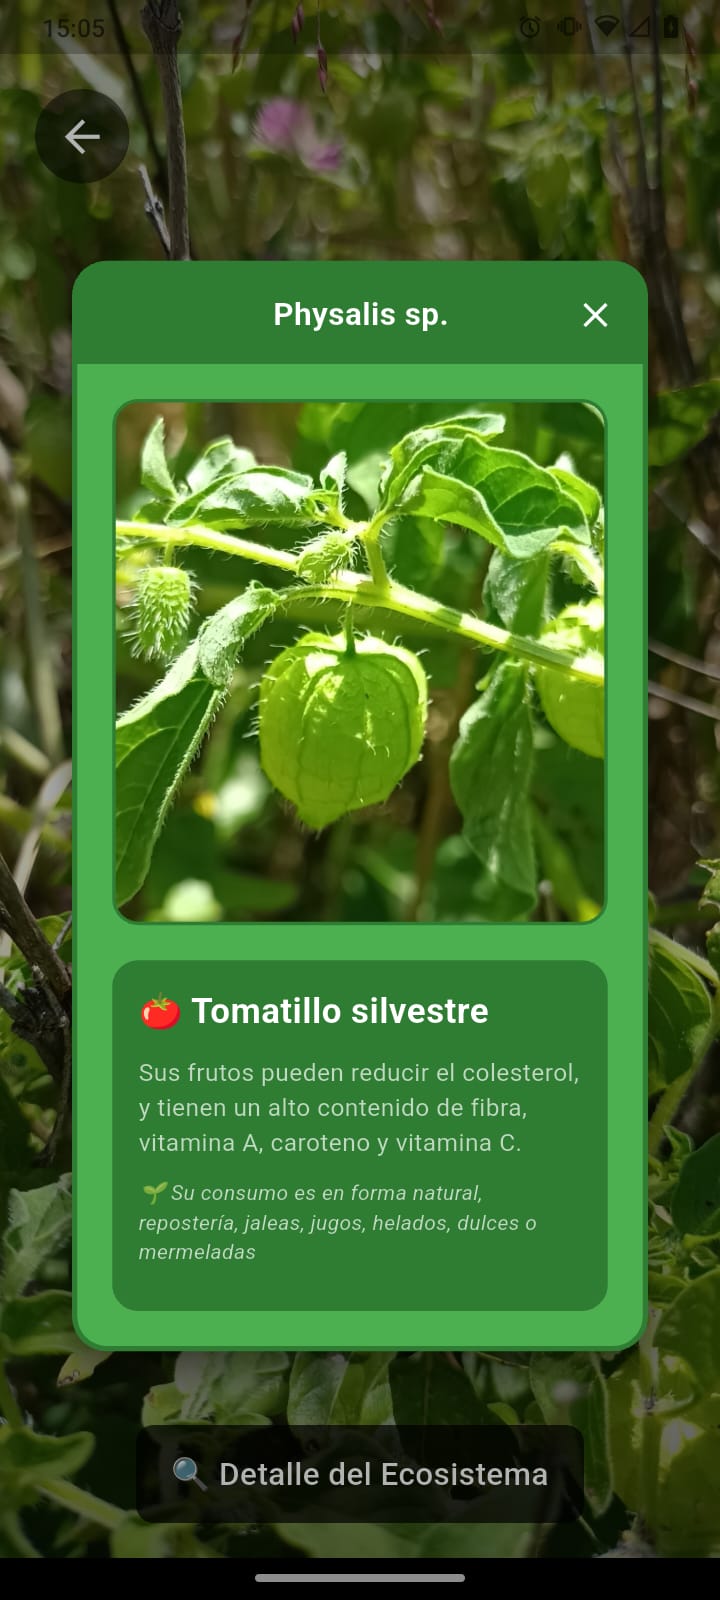 15:05
Physalis sp.
🍅 Tomatillo silvestre
Sus frutos pueden reducir el colesterol,
y tienen un alto contenido de fibra,
vitamina A, caroteno y vitamina C.
🌱 Su consumo es en forma natural,
repostería, jaleas, jugos, helados, dulces o
mermeladas
🔍 Detalle del Ecosistema